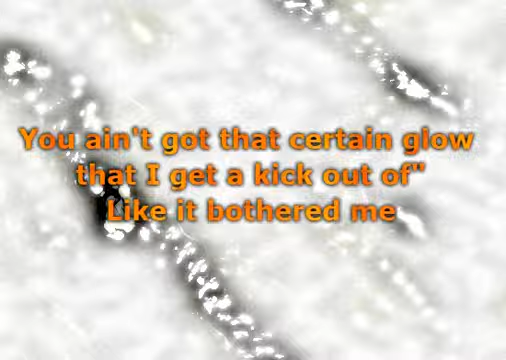 You ain't got that certain glow
that I get a kick out of"
Like it bothered me